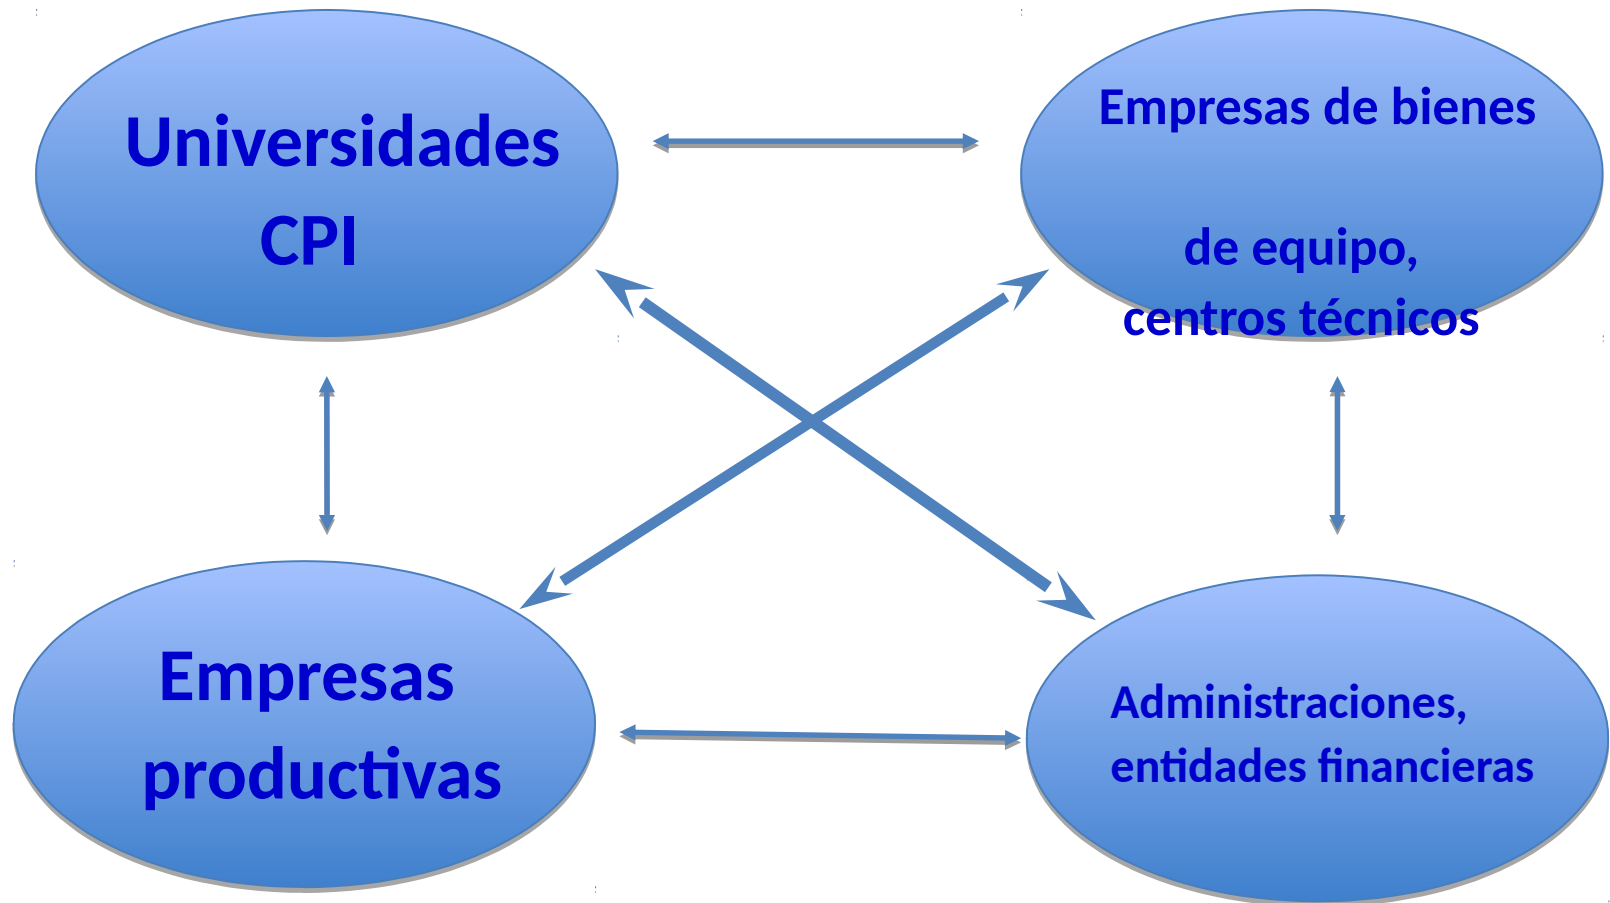 Universidades
CPI
Empresas de bienes
de equipo,
centros técnicos
Empresas
productivas
Administraciones,
entidades financieras